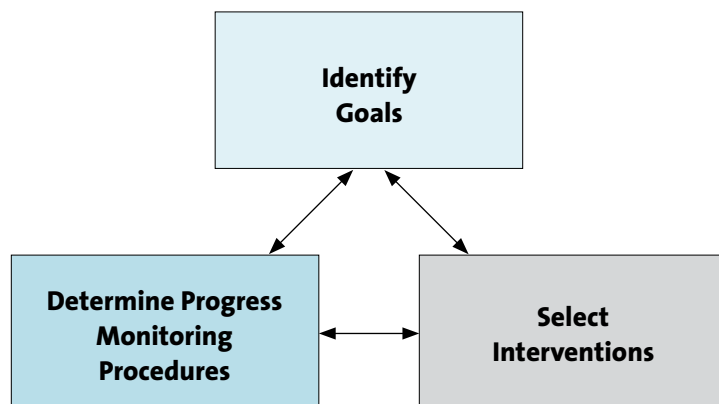 Identify
Goals
Determine Progress
Monitoring
Procedures
Select
Interventions